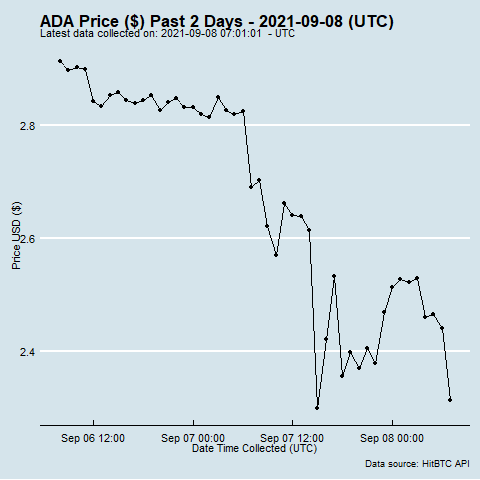 ADA Price ($) Past 2 Days - 2021-09-08 (UTC)
Latest data collected on: 2021-09-08 07:01:01 - UTC
2.8
2.6
2.4
Price USD ($)
Sep 06 12:00 Sep 07 00:00 Sep 07 12:00 Sep 08 00:00
Date Time Collected (UTC)
Data source: HitBTC API